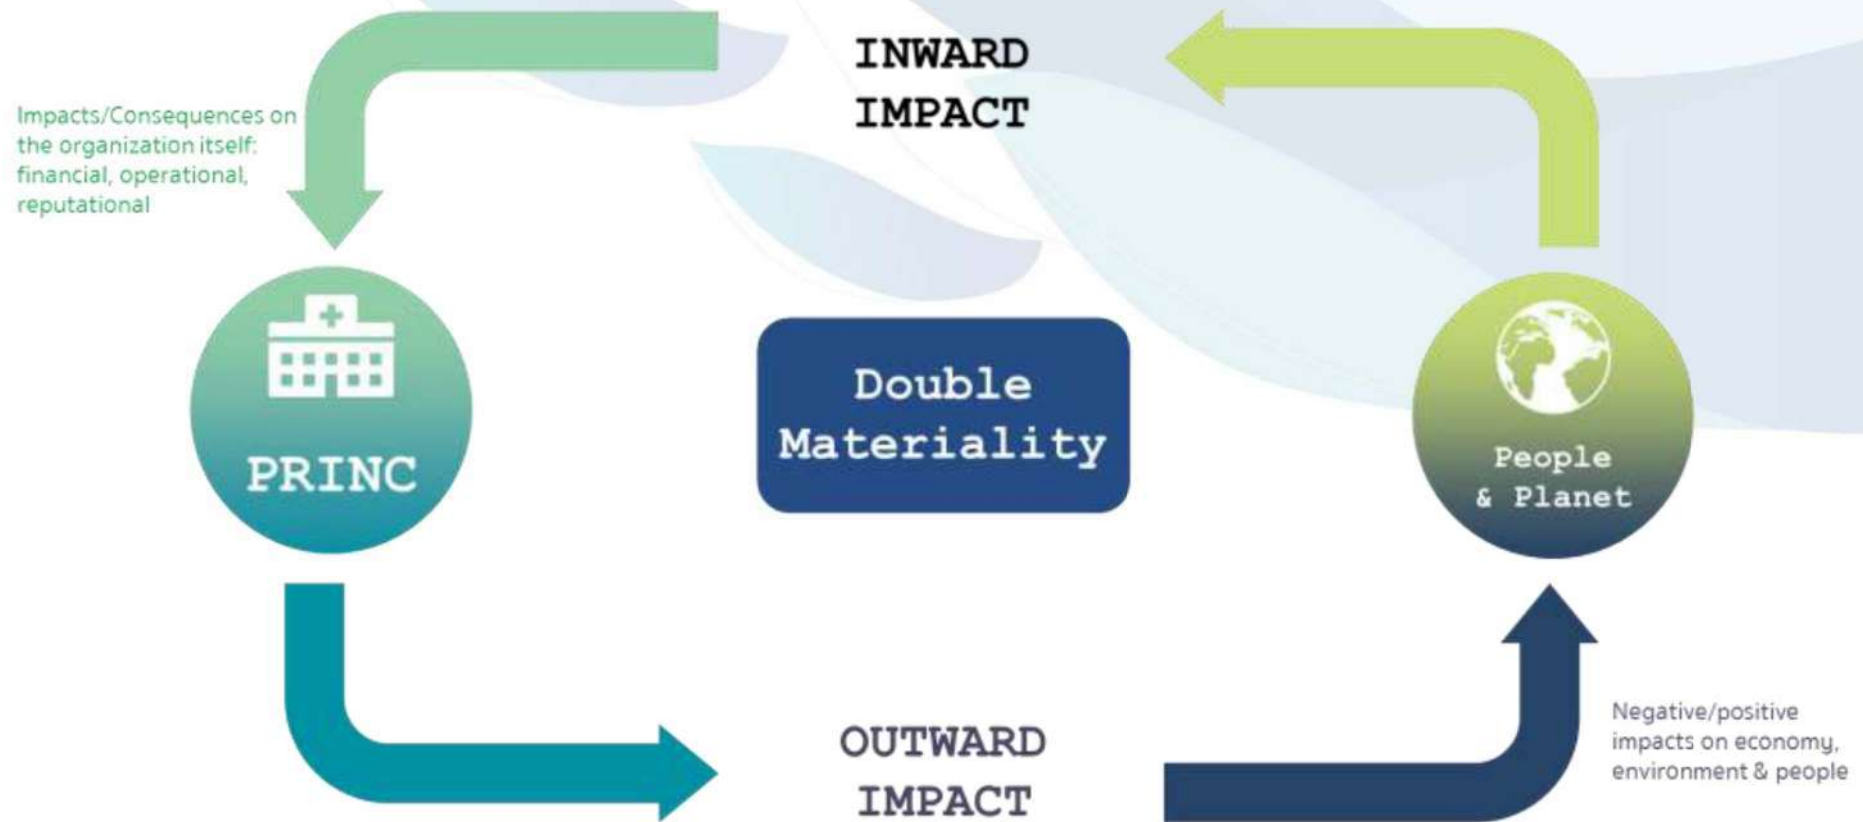 INWARD
IMPACT
Impacts/Consequences on
the organization itself:
financial, operational,
reputational
PRINC
Double
Materiality
People
& Planet
OUTWARD
IMPACT
Negative/positive
impacts on economy,
environment & people